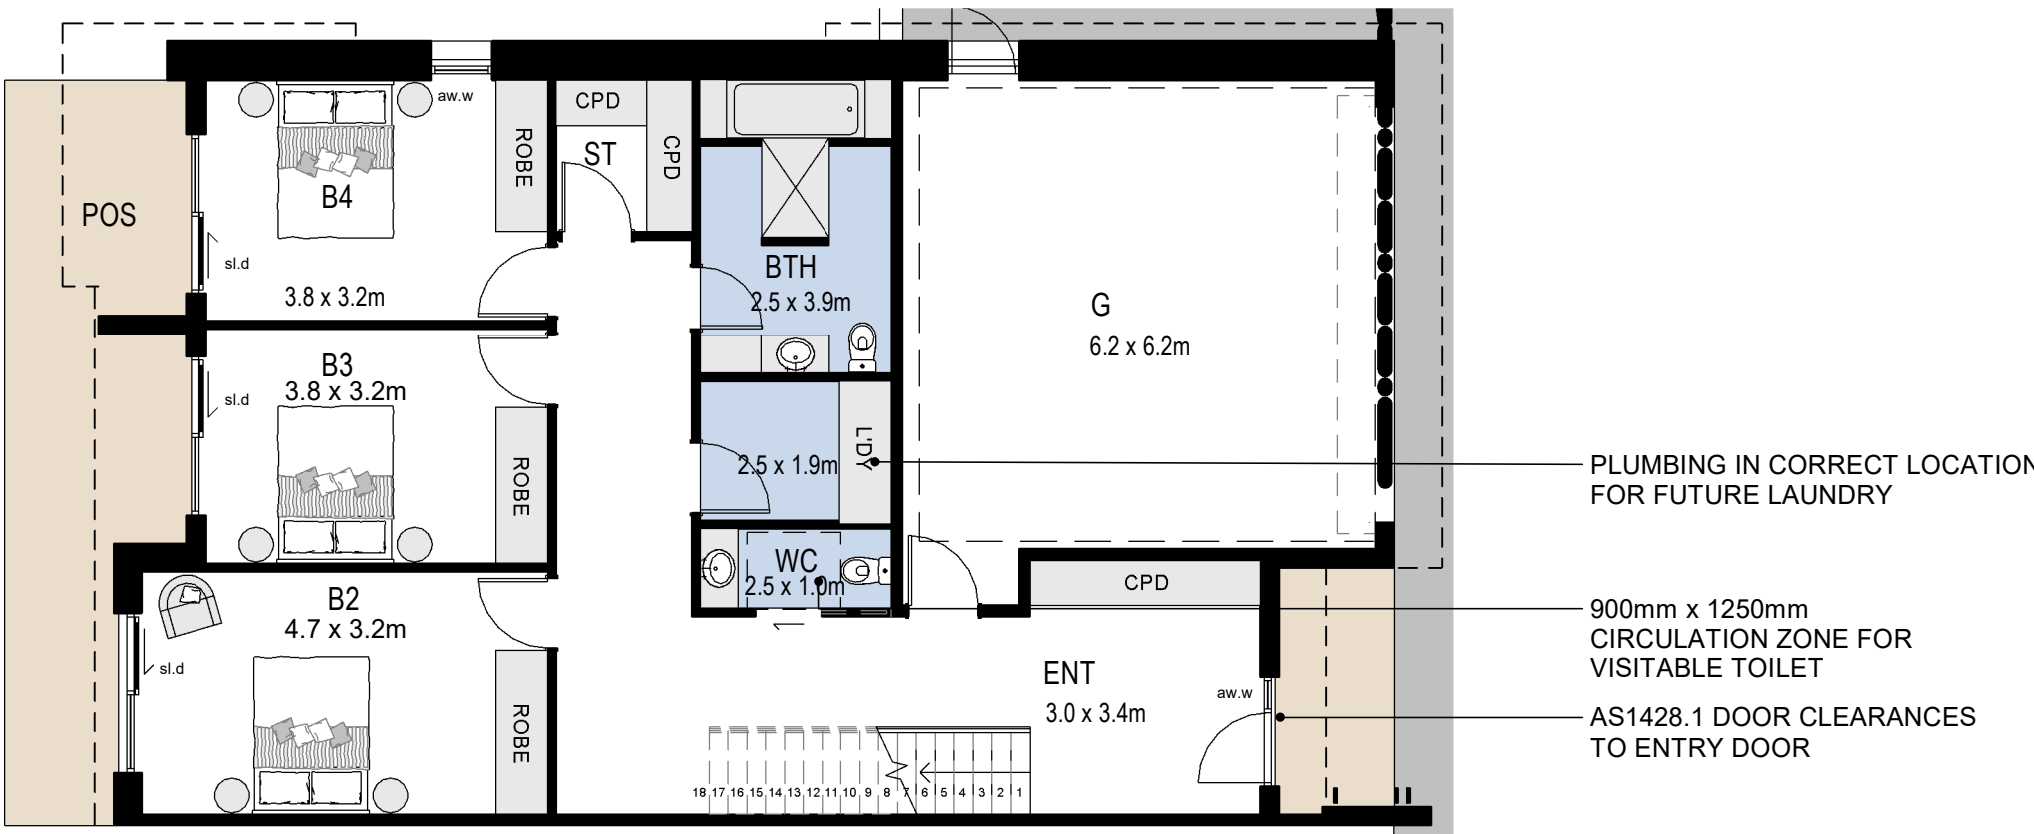 CPD
aw.w
ROBE
CPD
ST
B4
POS
sl.d
BTH
3.8 x 3.2m
2.5 x 3.9m
G
6.2 x 6.2m
B3
3.8 x 3.2m
sl.d
ROBE
L'DY
2.5 x 1.9m
PLUMBING IN CORRECT LOCATION
FOR FUTURE LAUNDRY
WC
2.5 x 1.0m
CPD
B2
4.7 x 3.2m
900mm x 1250mm
CIRCULATION ZONE FOR
VISITABLE TOILET
sl.d
ENT
3.0 x 3.4m
aw.w
ROBE
AS1428.1 DOOR CLEARANCES
TO ENTRY DOOR
18 17 16 15 14 13 12 11 10 9 8 7 6 5 4 3 2 1